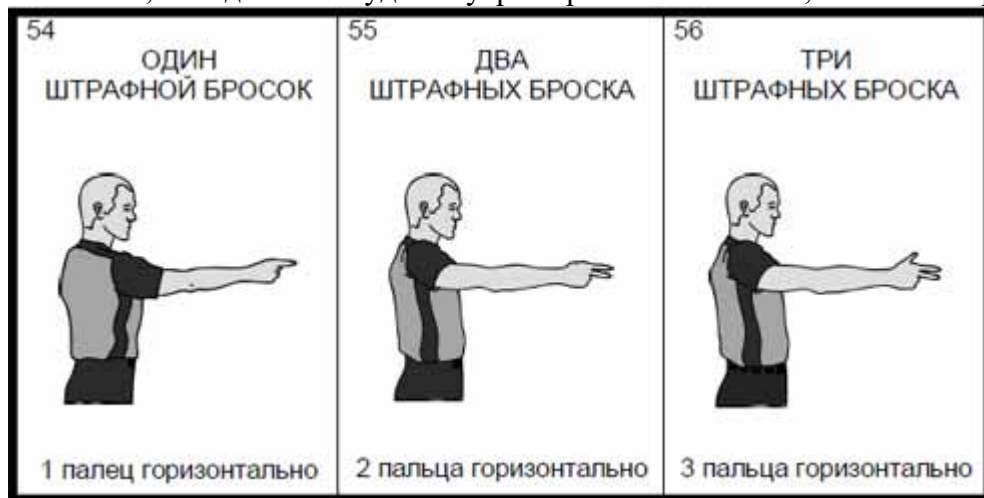 54
ОДИН
ШТРАФНОЙ БРОСОК
1 палец горизонтально
55
ДВА
ШТРАФНЫХ БРОСКА
2 пальца горизонтально
56
ТРИ
ШТРАФНЫХ БРОСКА
3 пальца горизонтально